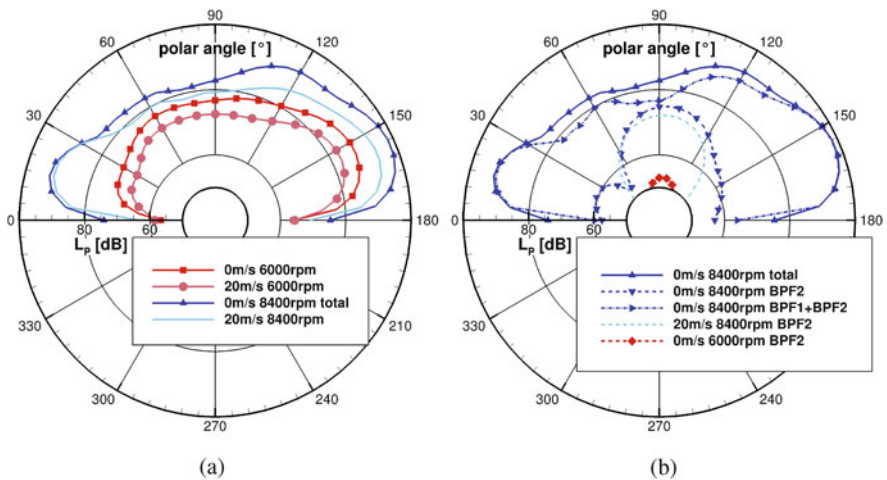 90
60
120
polar angle [°]
30
150
0
80
60
180
Lp [dB]
0m/s 6000rpm
20m/s 6000rpm
0m/s 8400rpm total
20m/s 8400rpm
330
210
300
240
270
(a)
90
60
120
polar angle [°]
30
150
0
80
60
180
Lp [dB]
0m/s 8400rpm total
0m/s 8400rpm BPF2
0m/s 8400rpm BPF1+BPF2
20m/s 8400rpm BPF2
0m/s 6000rpm BPF2
330
210
300
240
270
(b)